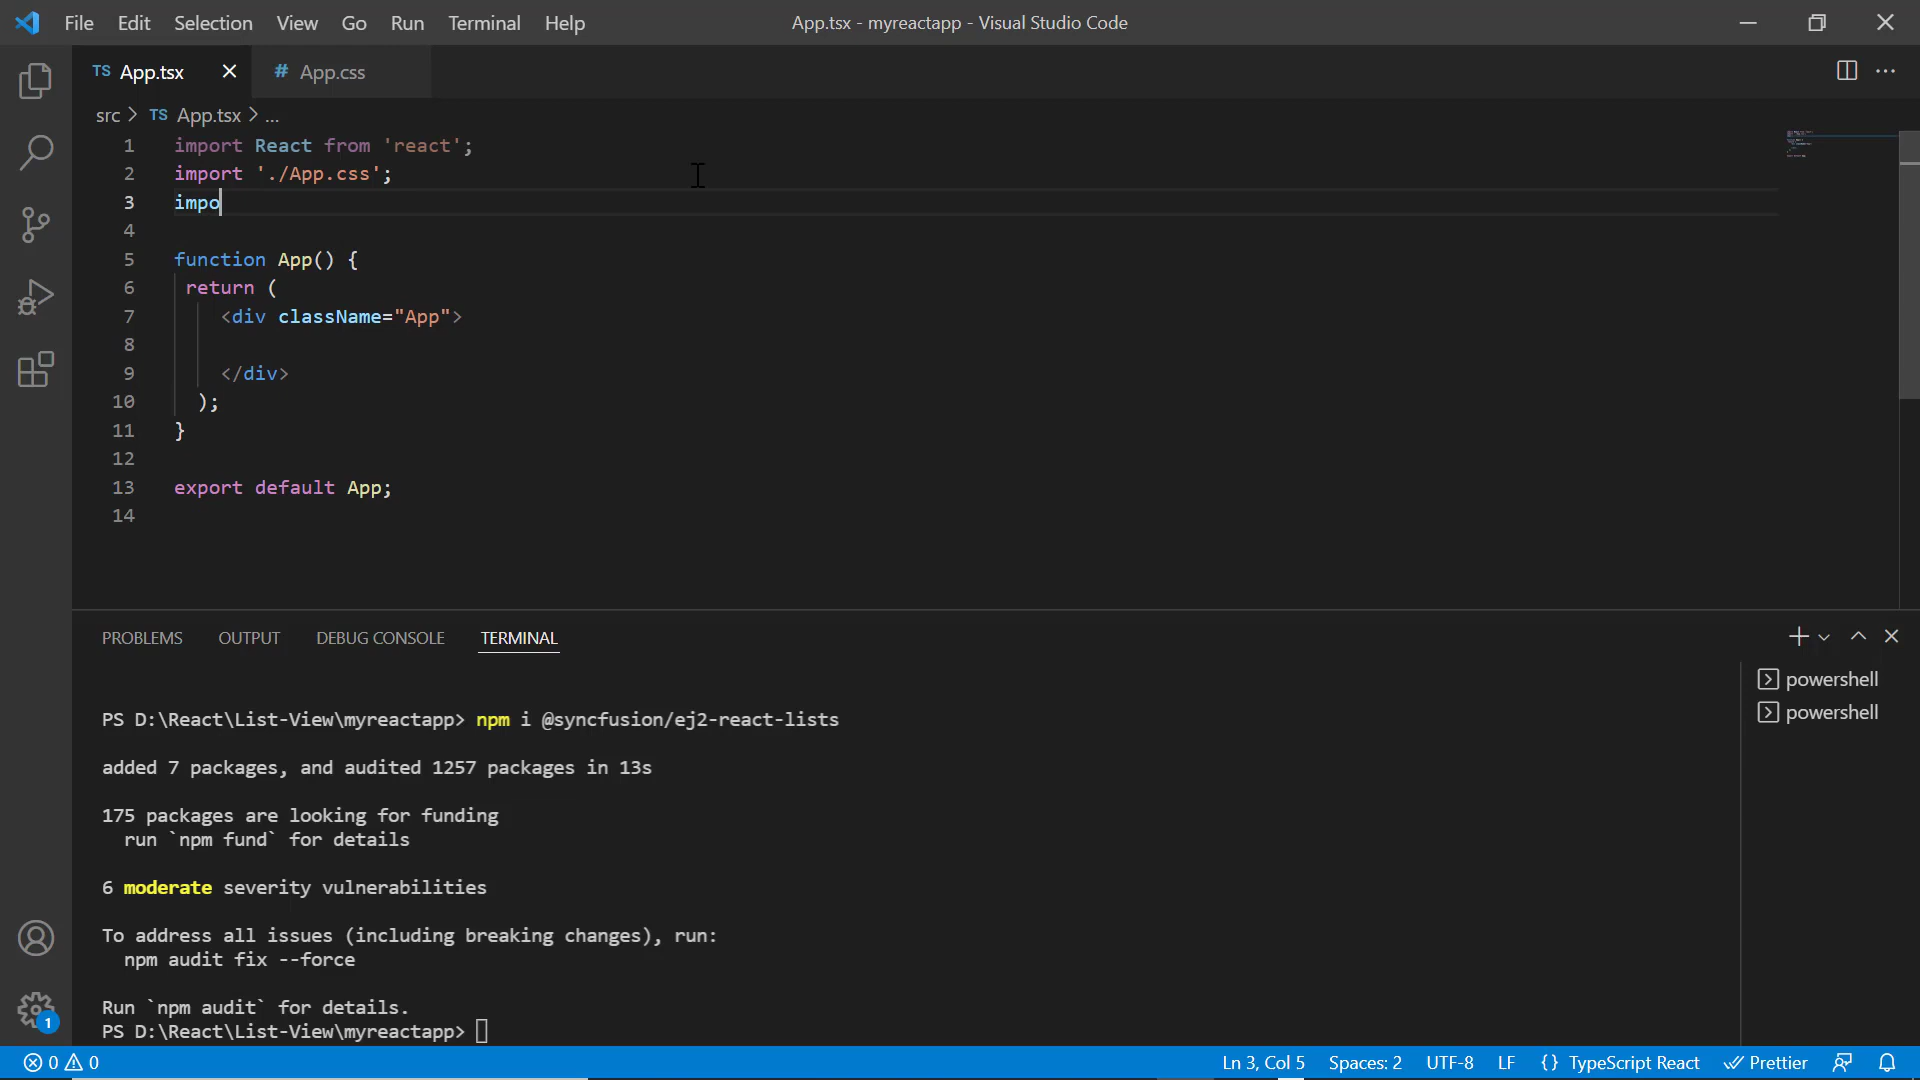 File Edit Selection View Go Run Terminal Help App.tsx - myreactapp - Visual Studio Code
TS App.tsx # App.css
src > TS App.tsx > ...
1 import React from 'react';
2 import './App.css';
3 impo
4
5 function App() {
6 return (
7 <div className="App">
8
9 </div>
10 );
11 }
12
13 export default App;
14
PROBLEMS OUTPUT DEBUG CONSOLE TERMINAL
powershell
powershell
PS D:\React\List-View\myreactapp> npm i @syncfusion/ej2-react-lists
added 7 packages, and audited 1257 packages in 13s
175 packages are looking for funding
run `npm fund` for details
6 moderate severity vulnerabilities
To address all issues (including breaking changes), run:
npm audit fix --force
Run `npm audit` for details.
PS D:\React\List-View\myreactapp>
1
0 0 Ln 3, Col 5 Spaces: 2 UTF-8 LF {} TypeScript React Prettier